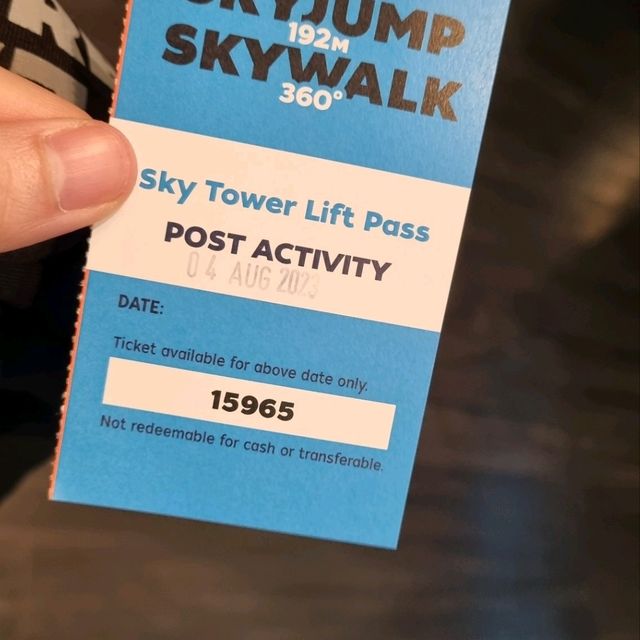 SKYJUMP
192M
SKYWALK
360°
Sky Tower Lift Pass
POST ACTIVITY
04 AUG 2023
DATE:
Ticket available for above date only.
15965
Not redeemable for cash or transferable.